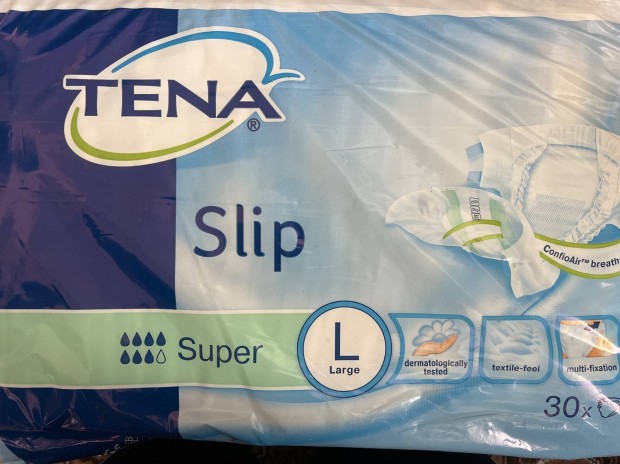 TENA®
Slip
ConfioAir™ breath
Super
L
Large
dermatologically
tested
textile-feel
multi-fixation
30x